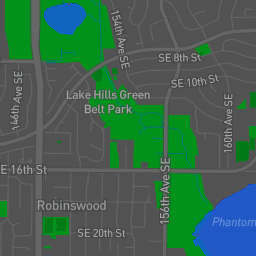 154th Ave SE
SE 8th St
146th Ave SE
SE 10th St
Lake Hills Green
Belt Park
160th Ave SE
SE 16th St
156th Ave SE
Robinswood
Phantom
SE 20th St